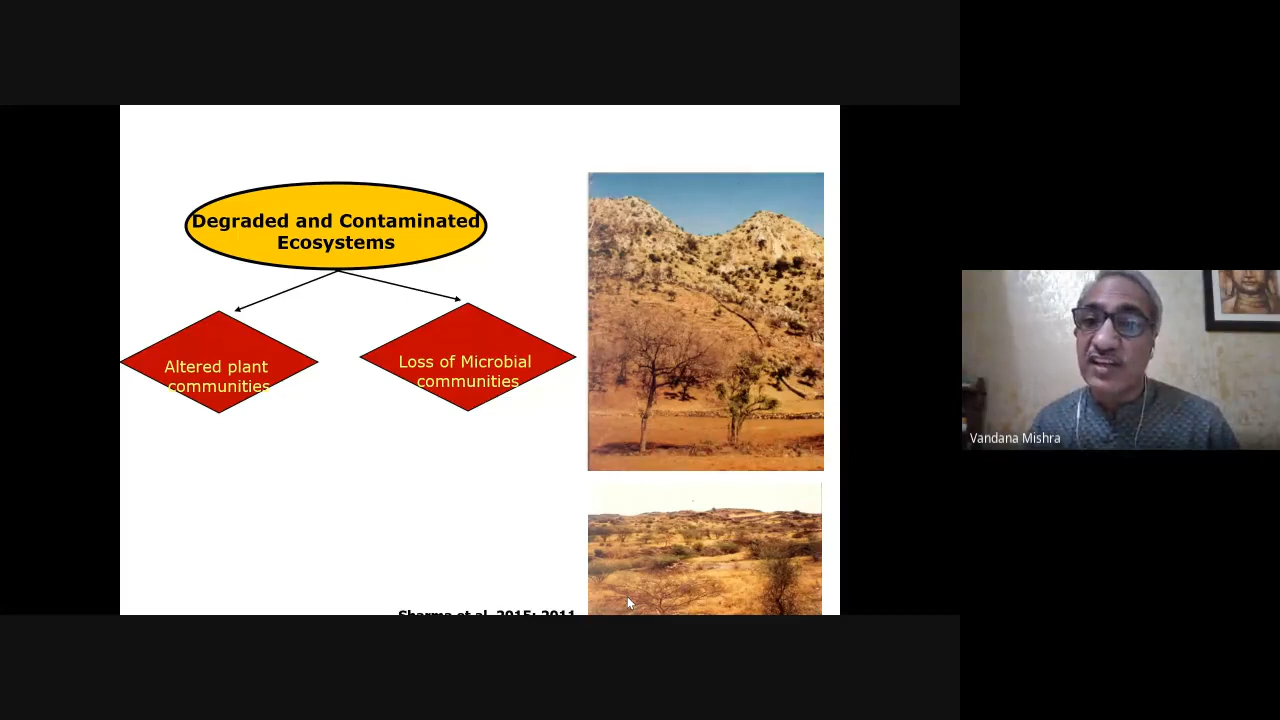 Degraded and Contaminated
Ecosystems
Altered plant
communities
Loss of Microbial
communities
Sharma et al. 2015; 2011
Vandana Mishra